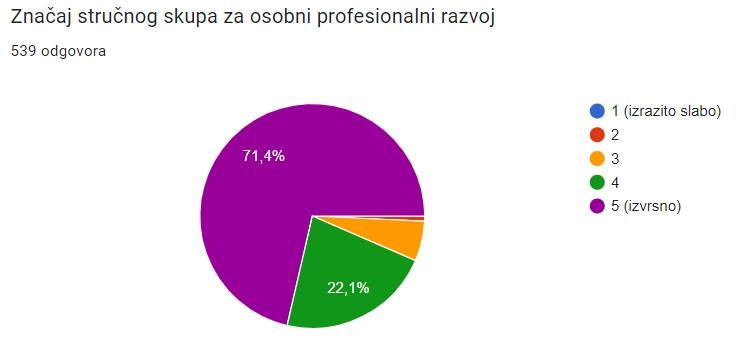 Značaj stručnog skupa za osobni profesionalni razvoj
539 odgovora
71,4%
22,1%
1 (izrazito slabo)
2
3
4
5 (izvrsno)